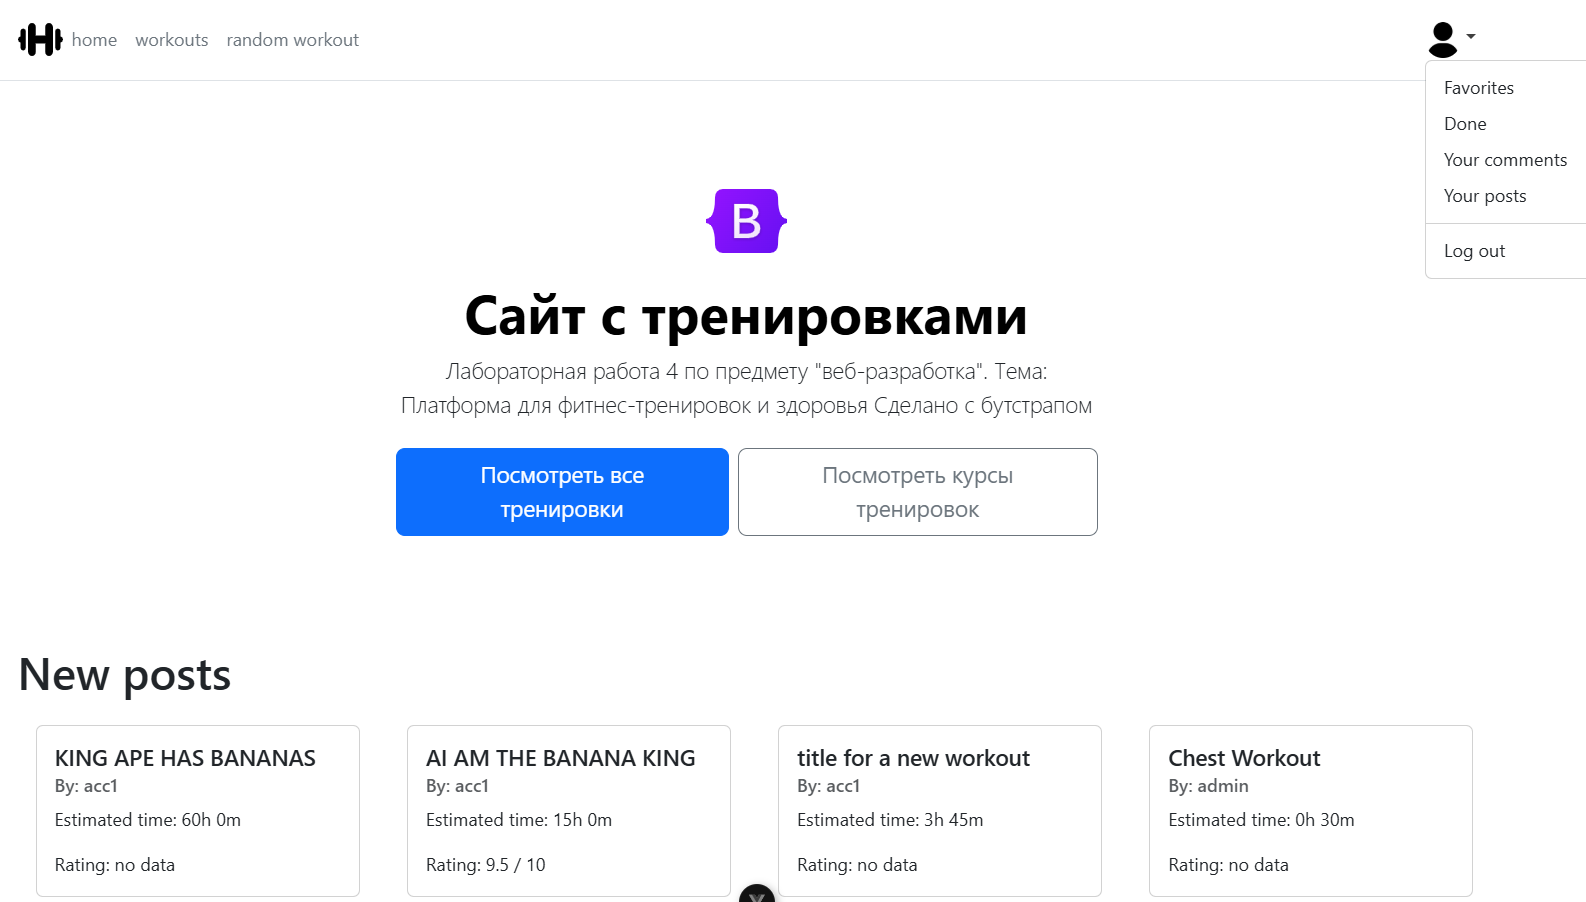 home workouts random workout
Favorites
Done
Your comments
Your posts
Log out
B
Сайт с тренировками
Лабораторная работа 4 по предмету "веб-разработка". Тема:
Платформа для фитнес-тренировок и здоровья Сделано с бутстрапом
Посмотреть все
тренировки
Посмотреть курсы
тренировок
New posts
KING APE HAS BANANAS
By: acc1
Estimated time: 60h 0m
Rating: no data
AI AM THE BANANA KING
By: acc1
Estimated time: 15h 0m
Rating: 9.5 / 10
title for a new workout
By: acc1
Estimated time: 3h 45m
Rating: no data
Chest Workout
By: admin
Estimated time: 0h 30m
Rating: no data